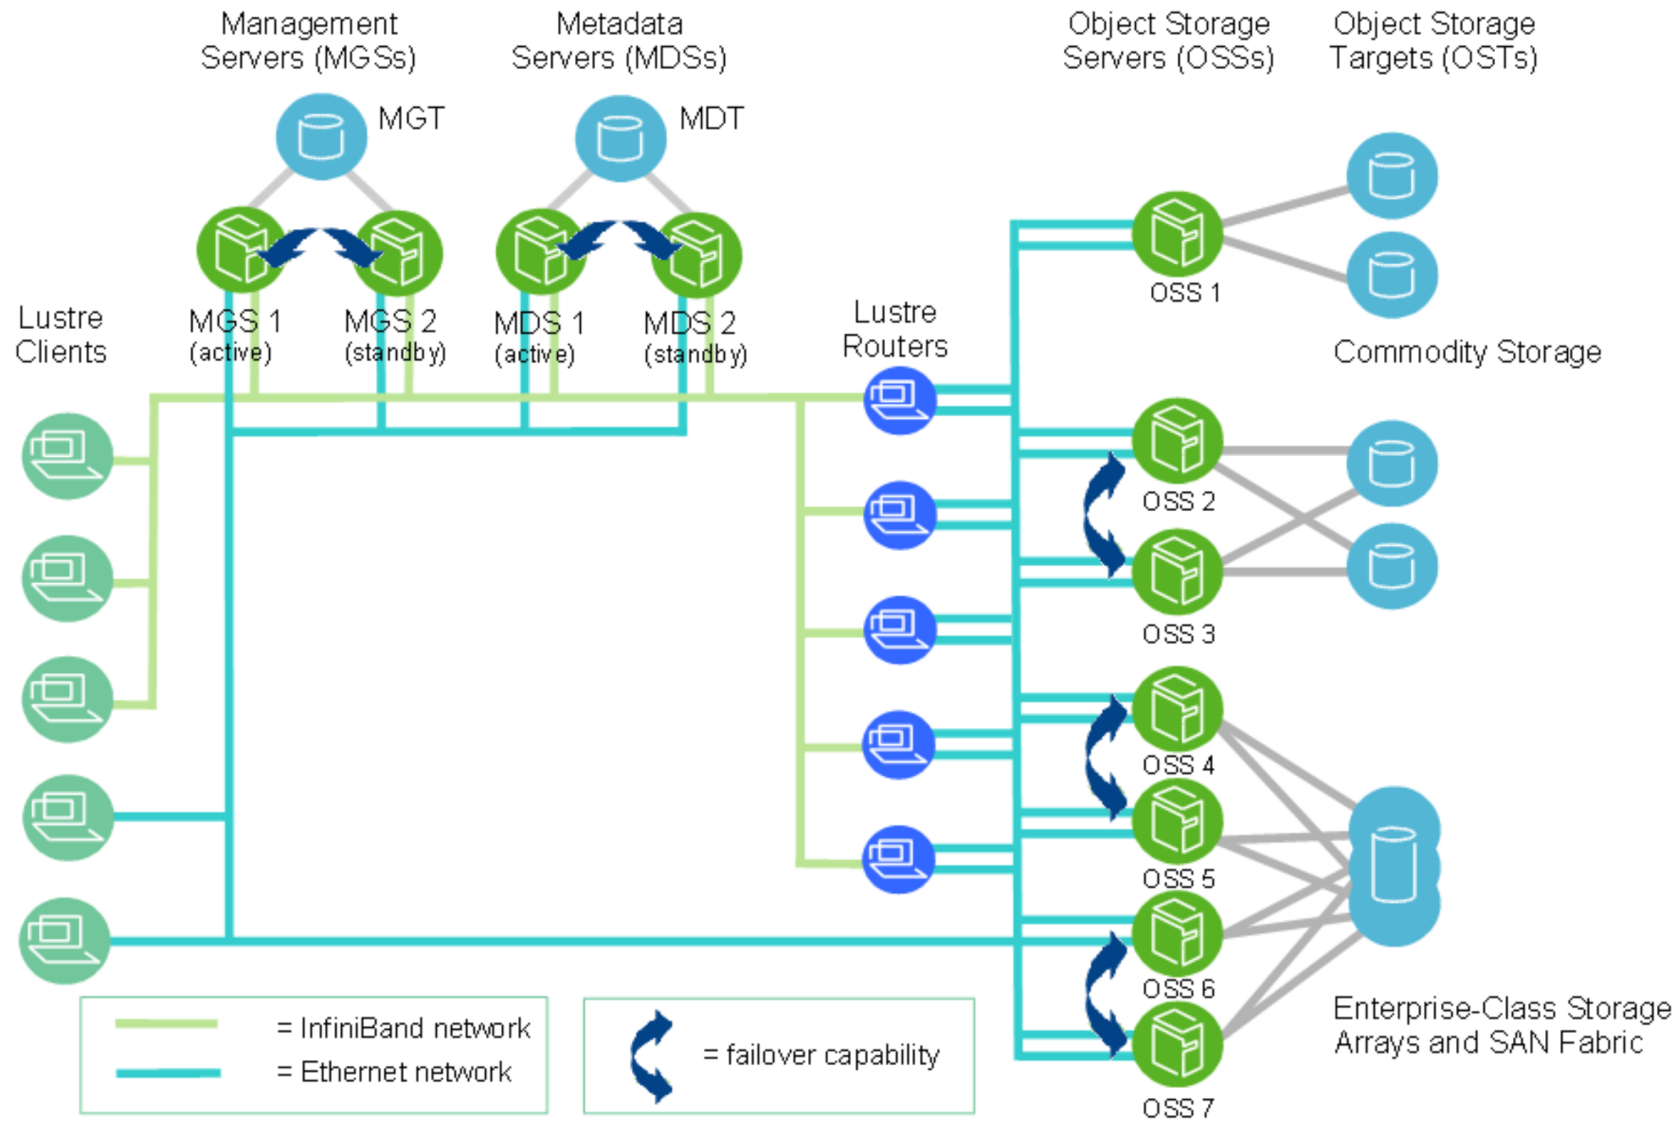 Management
Servers (MGSs)
Metadata
Servers (MDSs)
Object Storage
Servers (OSSs)
Object Storage
Targets (OSTs)
MGT
MDT
MGS 1
(active)
MGS 2
(standby)
MDS 1
(active)
MDS 2
(standby)
Lustre
Clients
Lustre
Routers
OSS 1
Commodity Storage
OSS 2
OSS 3
OSS 4
OSS 5
OSS 6
OSS 7
Enterprise-Class Storage
Arrays and SAN Fabric
= InfiniBand network
= Ethernet network
= failover capability